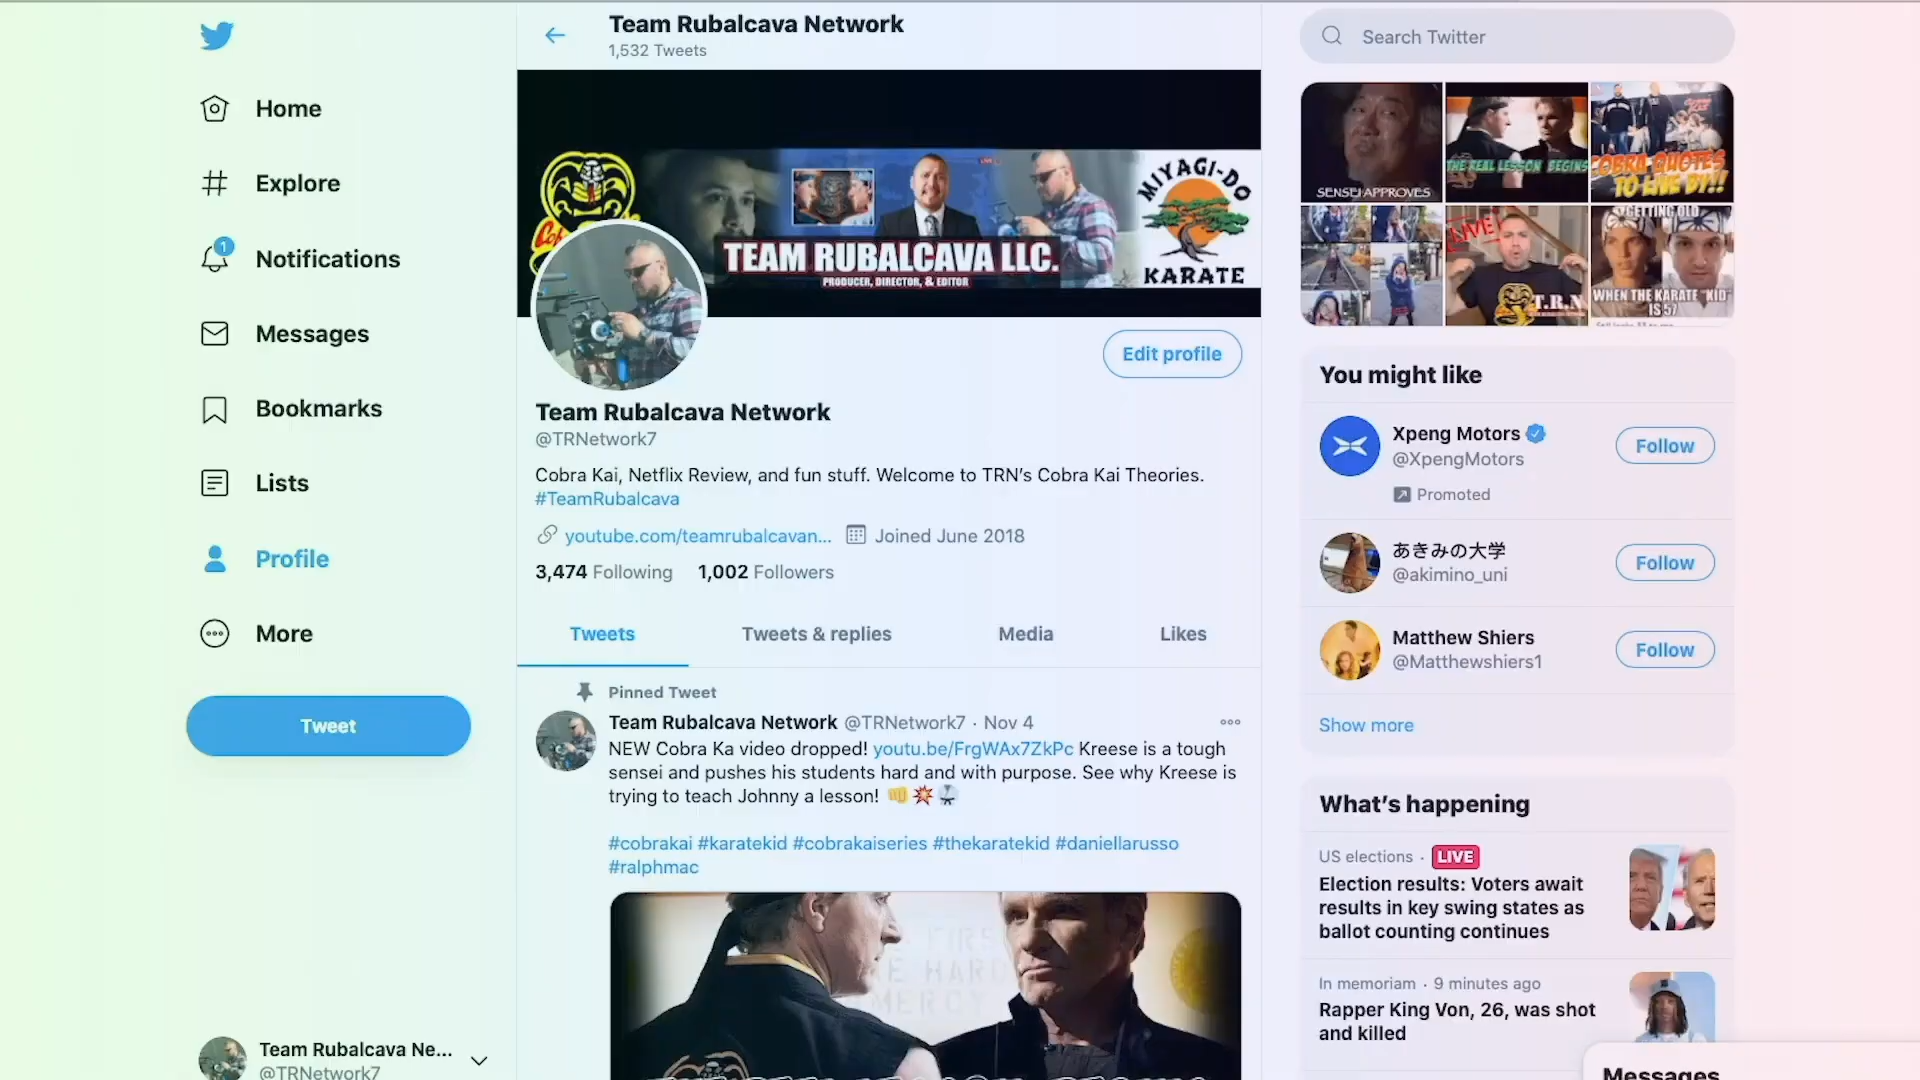 Team Rubalcava Network
1,532 Tweets
Search Twitter
Home
Explore
1
Notifications
Messages
Bookmarks
Lists
Profile
More
Tweet
TEAM RUBALCAVA LLC.
PRODUCER, DIRECTOR, & EDITOR
MIYAGI-DO
KARATE
Edit profile
Team Rubalcava Network
@TRNetwork7
Cobra Kai, Netflix Review, and fun stuff. Welcome to TRN’s Cobra Kai Theories.
#TeamRubalcava
youtube.com/teamrubalcavan... Joined June 2018
3,474 Following 1,002 Followers
Tweets Tweets & replies Media Likes
Pinned Tweet
Team Rubalcava Network @TRNetwork7 · Nov 4
NEW Cobra Ka video dropped! youtu.be/FrgWAx7ZkPc Kreese is a tough
sensei and pushes his students hard and with purpose. See why Kreese is
trying to teach Johnny a lesson! 👊💥🥋
#cobrakai #karatekid #cobrakaiseries #thekaratekid #daniellarusso
#ralphmac
SENSEI APPROVES
THE REAL LESSON BEGINS
COBRA QUOTES
TO LIVE BY!!
LIVE
T.R.N
GETTING OLD
WHEN THE KARATE "KID"
IS 57
You might like
Xpeng Motors
@XpengMotors
Promoted
Follow
あきみの大学
@akimino_uni
Follow
Matthew Shiers
@Matthewshiers1
Follow
Show more
What’s happening
US elections · LIVE
Election results: Voters await
results in key swing states as
ballot counting continues
In memoriam · 9 minutes ago
Rapper King Von, 26, was shot
and killed
Team Rubalcava Ne...
@TRNetwork7
Messages